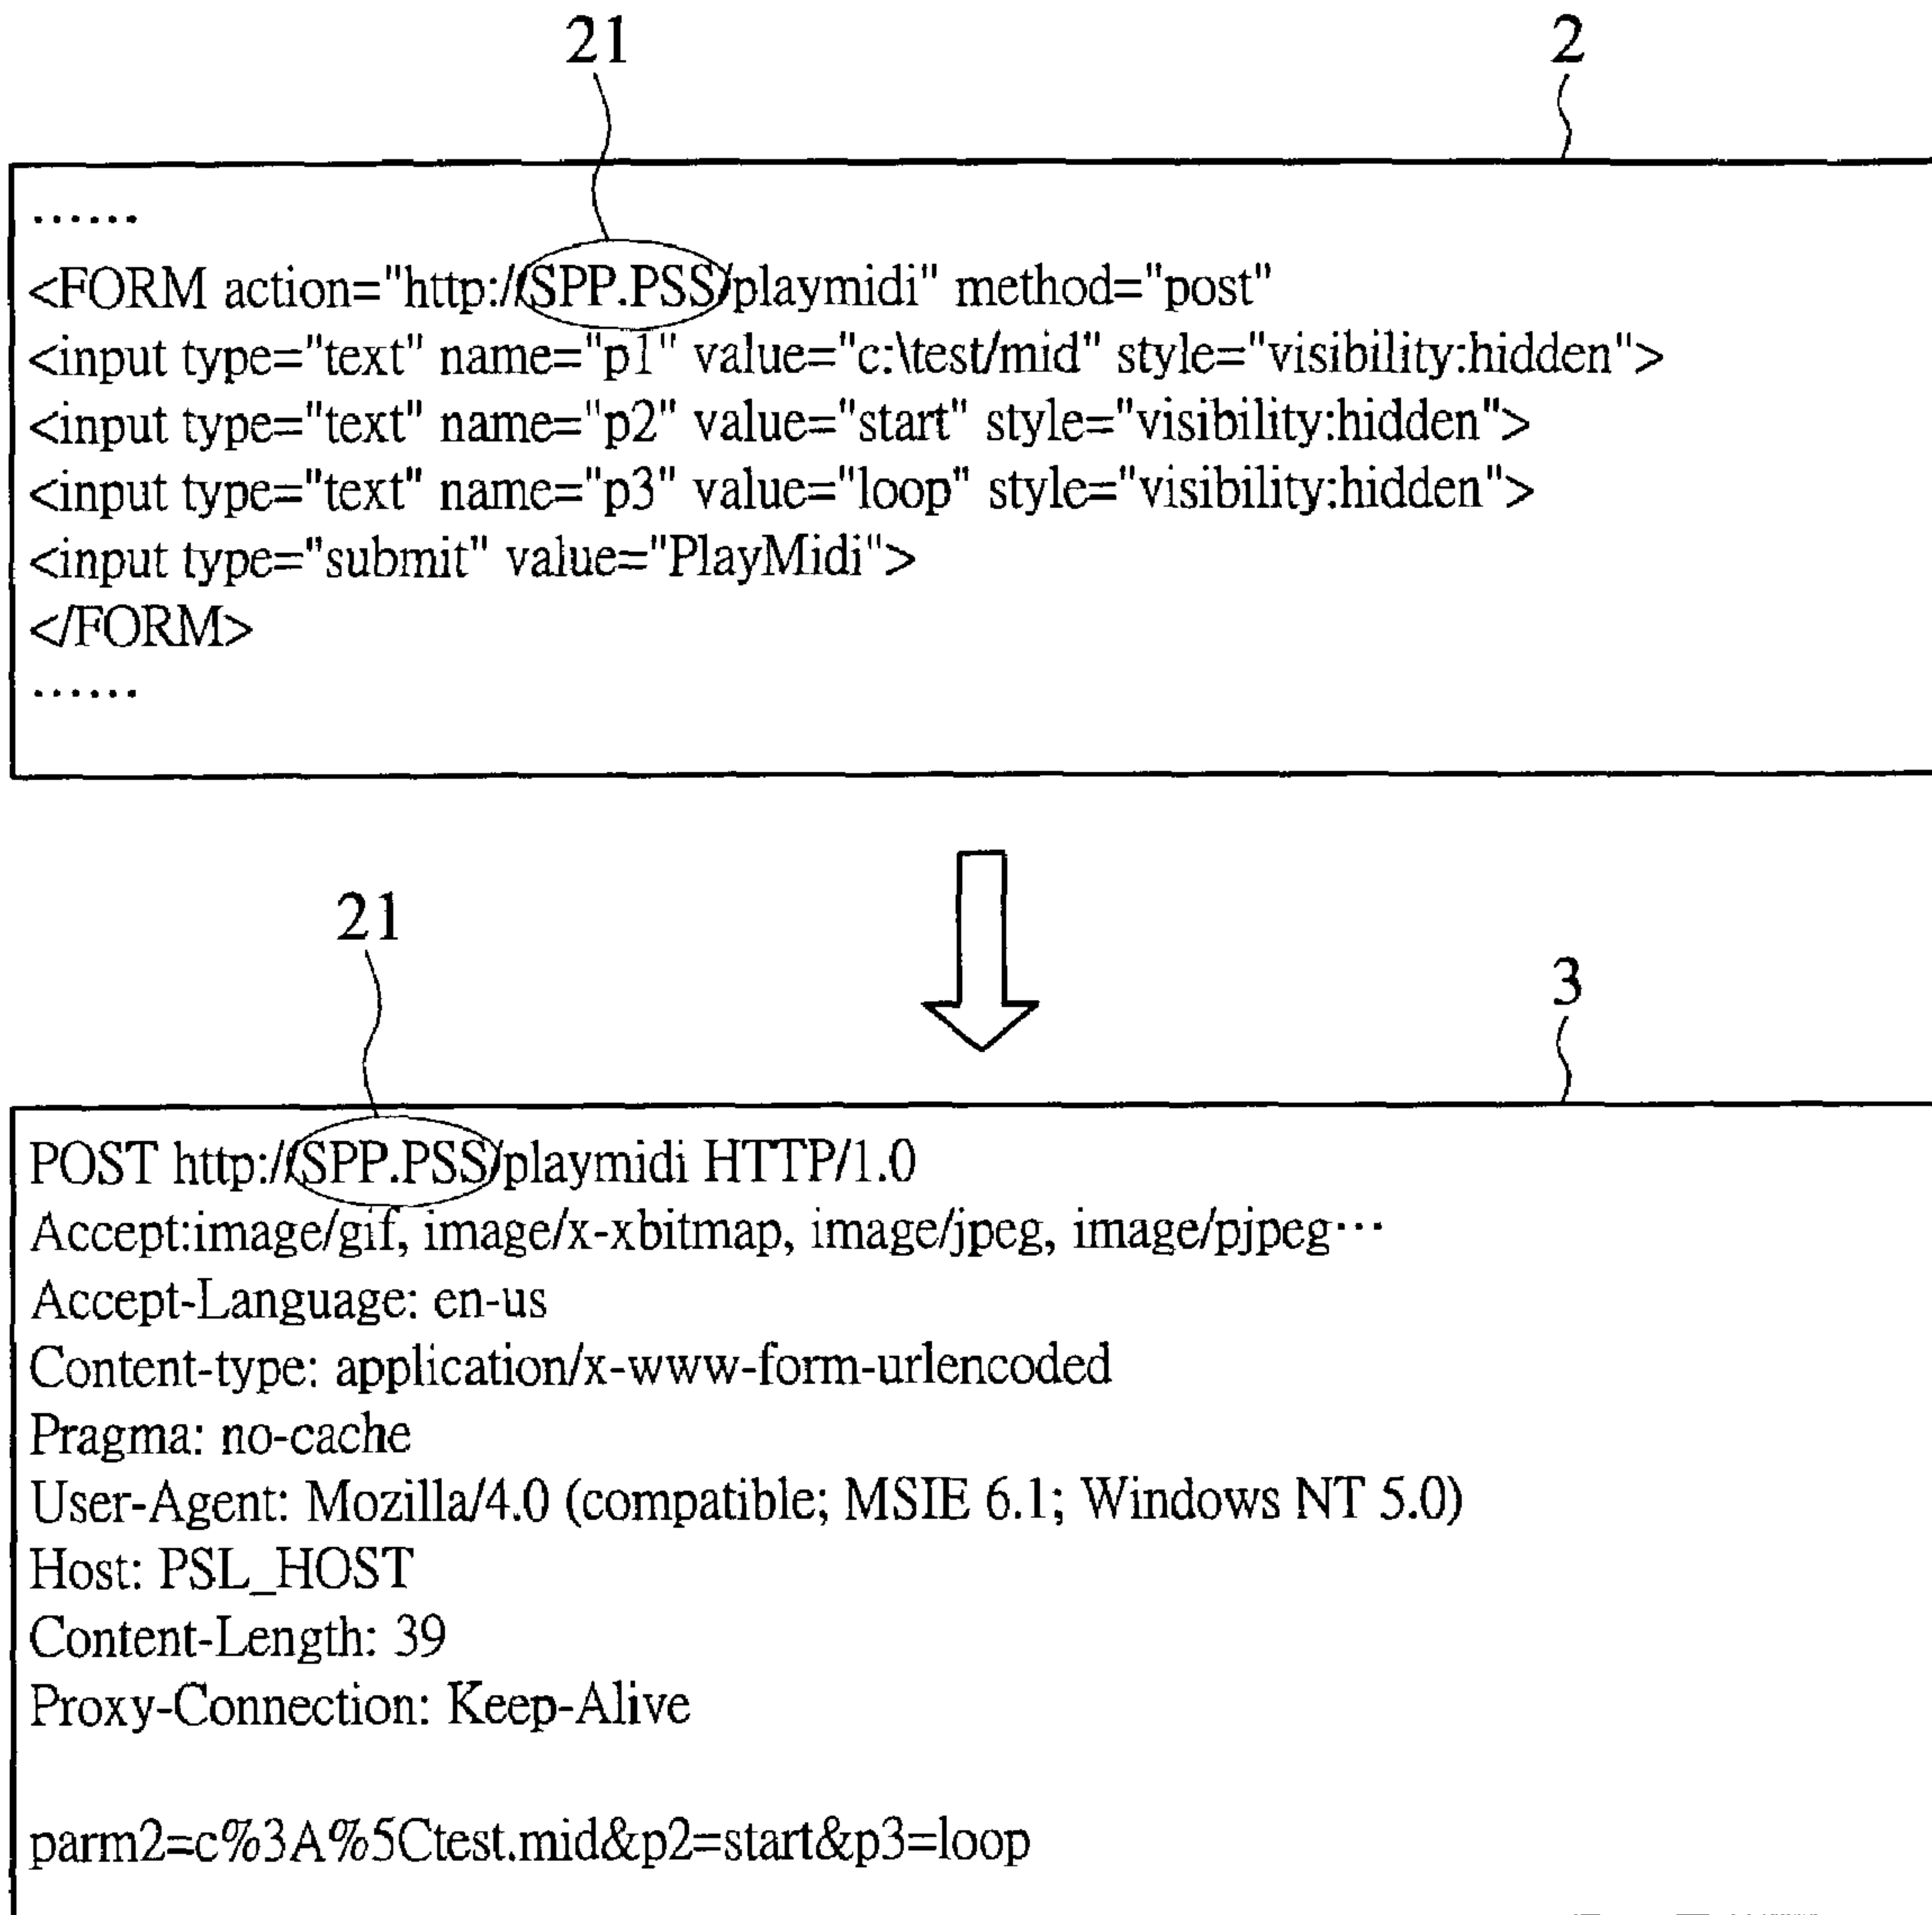 21
2
......
<FORM action="http://SPP.PSS/playmidi" method="post"
<input type="text" name="p1" value="c:\test/mid" style="visibility:hidden">
<input type="text" name="p2" value="start" style="visibility:hidden">
<input type="text" name="p3" value="loop" style="visibility:hidden">
<input type="submit" value="PlayMidi">
</FORM>
......
21
3
POST http://SPP.PSS/playmidi HTTP/1.0
Accept:image/gif, image/x-xbitmap, image/jpeg, image/pjpeg···
Accept-Language: en-us
Content-type: application/x-www-form-urlencoded
Pragma: no-cache
User-Agent: Mozilla/4.0 (compatible; MSIE 6.1; Windows NT 5.0)
Host: PSL_HOST
Content-Length: 39
Proxy-Connection: Keep-Alive
parm2=c%3A%5Ctest.mid&p2=start&p3=loop